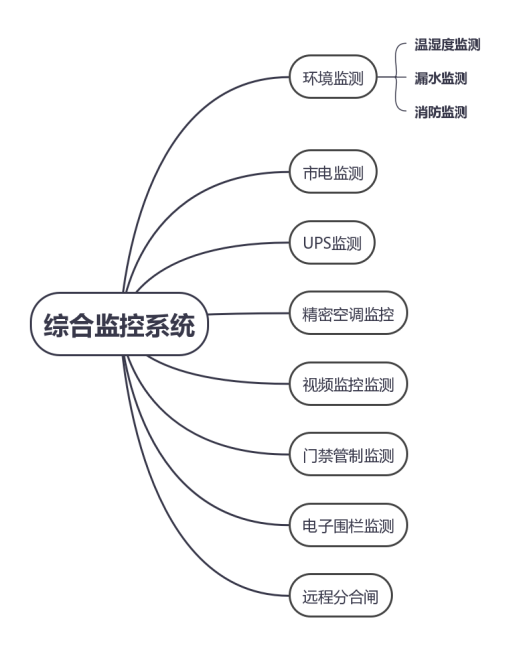 综合监控系统
环境监测
温湿度监测
漏水监测
消防监测
市电监测
UPS监测
精密空调监控
视频监控监测
门禁管制监测
电子围栏监测
远程分合闸